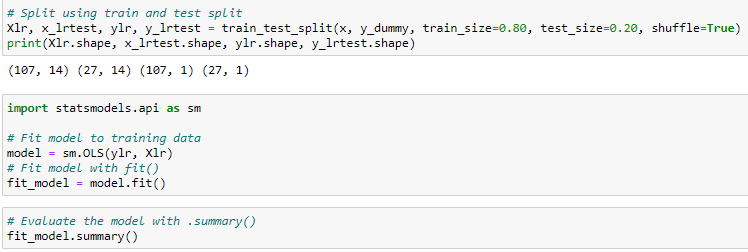 # Split using train and test split
Xlr, x_lrtest, ylr, y_lrtest = train_test_split(x, y_dummy, train_size=0.80, test_size=0.20, shuffle=True)
print(Xlr.shape, x_lrtest.shape, ylr.shape, y_lrtest.shape)
(107, 14) (27, 14) (107, 1) (27, 1)
import statsmodels.api as sm
# Fit model to training data
model = sm.OLS(ylr, Xlr)
# Fit model with fit()
fit_model = model.fit()
# Evaluate the model with .summary()
fit_model.summary()